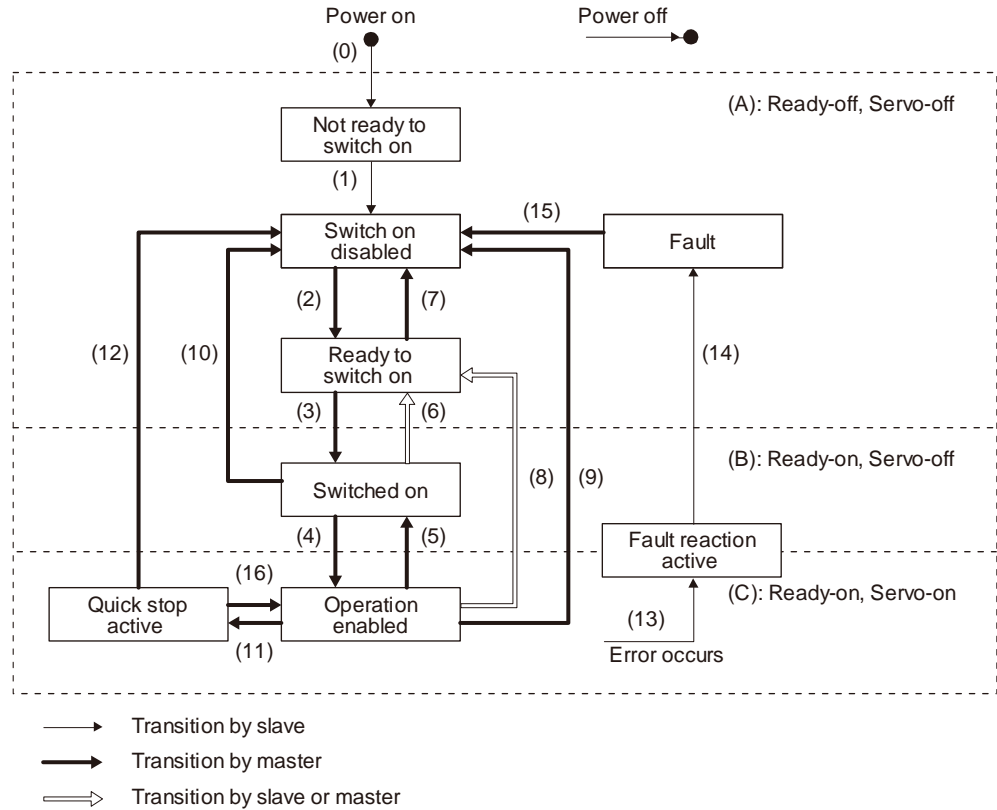 Power on
Power off
(0)
(A): Ready-off, Servo-off
Not ready to
switch on
(1)
(15)
Switch on
disabled
Fault
(2)
(7)
(12)
(10)
(14)
Ready to
switch on
(3)
(6)
(B): Ready-on, Servo-off
(8)
(9)
Switched on
(4)
(5)
Fault reaction
active
(16)
(C): Ready-on, Servo-on
Quick stop
active
Operation
enabled
(11)
(13)
Error occurs
Transition by slave
Transition by master
Transition by slave or master